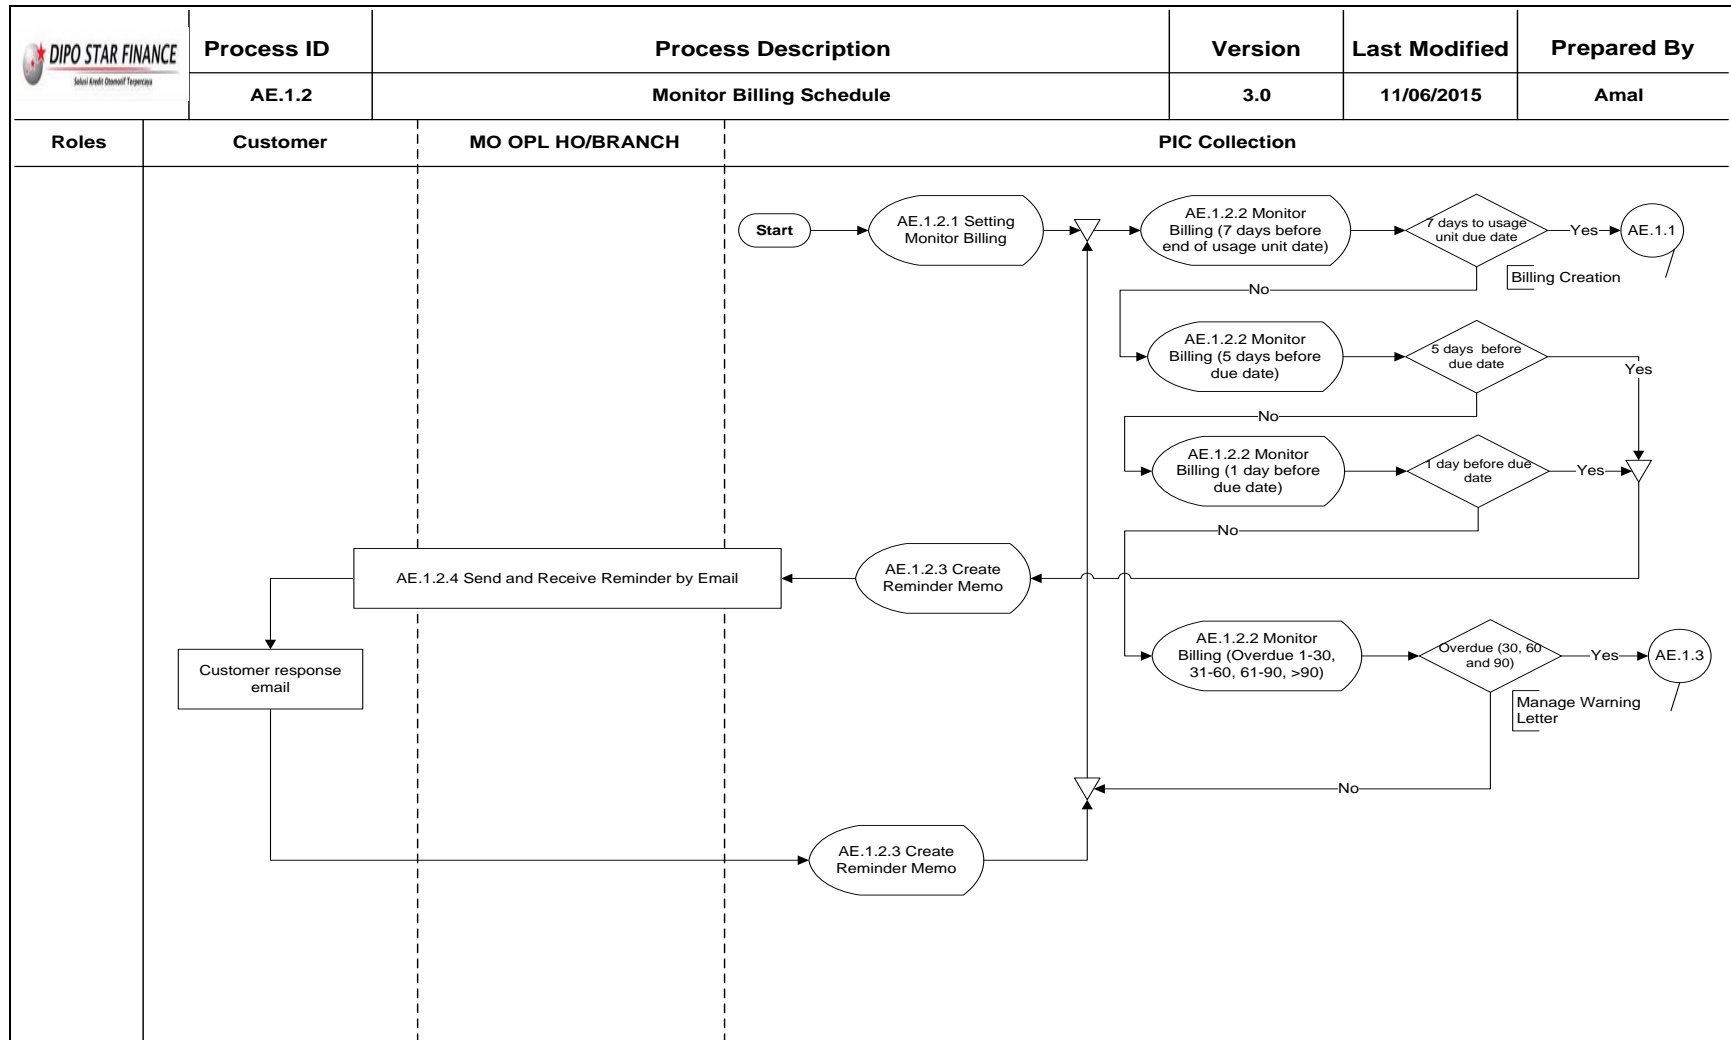 DIPO STAR FINANCE
Solusi Kredit Otomotif Terpercaya
Process ID
Process Description
Version
Last Modified
Prepared By
AE.1.2
Monitor Billing Schedule
3.0
11/06/2015
Amal
Roles
Customer
MO OPL HO/BRANCH
PIC Collection
Start
AE.1.2.1 Setting
Monitor Billing
AE.1.2.2 Monitor
Billing (7 days before
end of usage unit date)
7 days to usage
unit due date
Yes
AE.1.1
Billing Creation
No
AE.1.2.2 Monitor
Billing (5 days before
due date)
5 days before
due date
Yes
No
AE.1.2.2 Monitor
Billing (1 day before
due date)
1 day before due
date
Yes
No
AE.1.2.4 Send and Receive Reminder by Email
AE.1.2.3 Create
Reminder Memo
AE.1.2.2 Monitor
Billing (Overdue 1-30,
31-60, 61-90, >90)
Overdue (30, 60
and 90)
Yes
AE.1.3
Manage Warning
Letter
Customer response
email
No
AE.1.2.3 Create
Reminder Memo